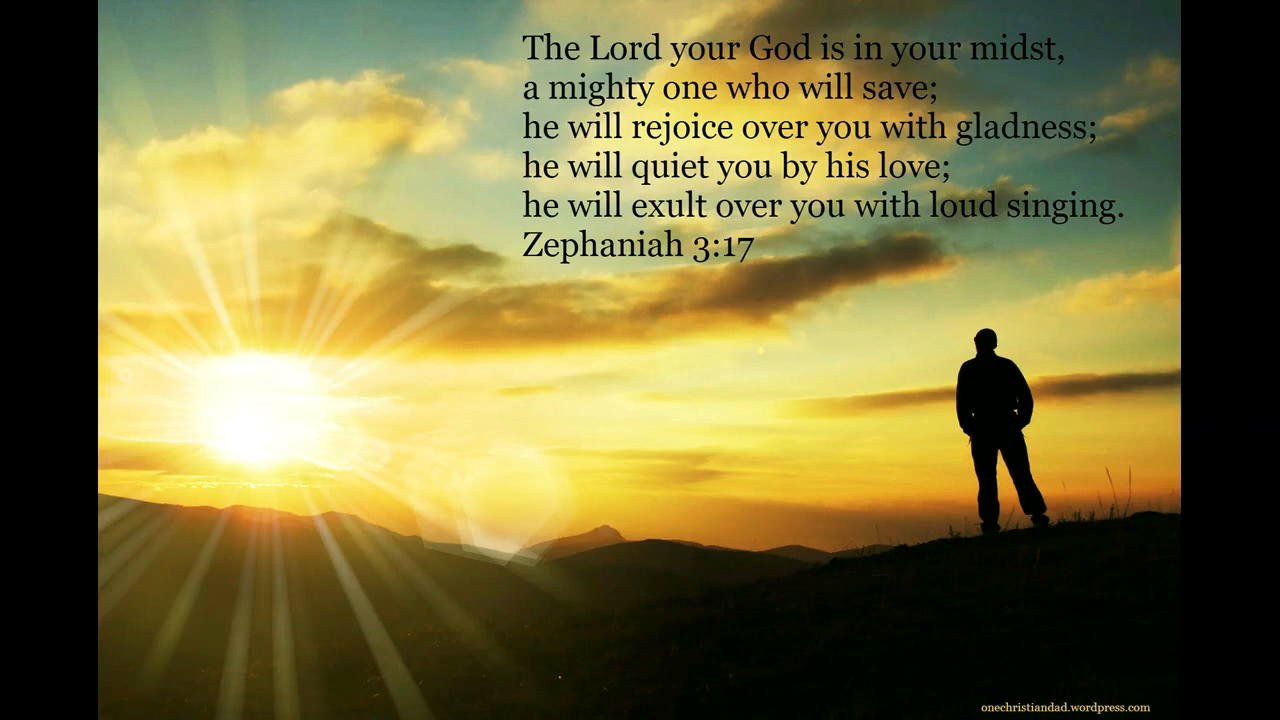 The Lord your God is in your midst,
a mighty one who will save;
he will rejoice over you with gladness;
he will quiet you by his love;
he will exult over you with loud singing.
Zephaniah 3:17
onechristiandad.wordpress.com